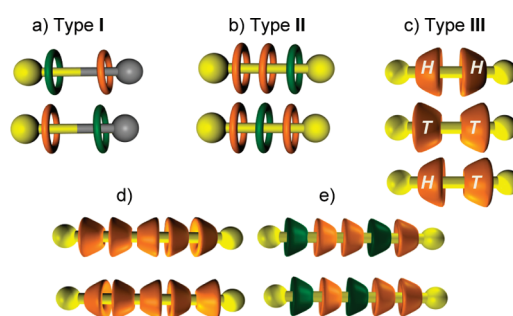 a) Type I
b) Type II
c) Type III
H H
T T
H T
d)
e)